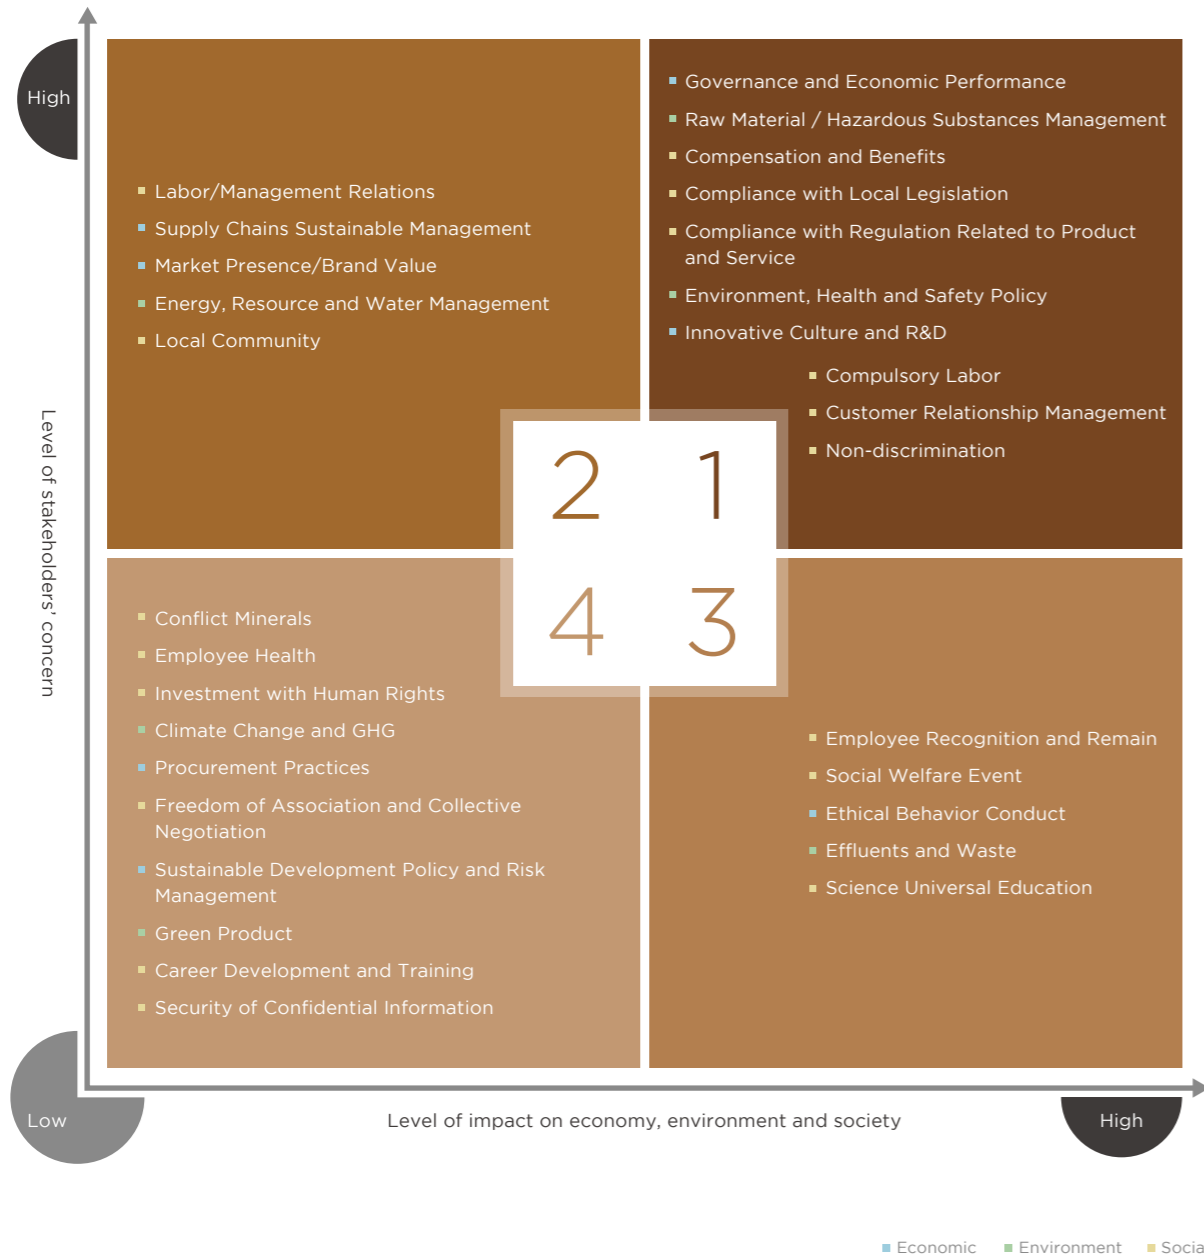 High
Governance and Economic Performance
Raw Material / Hazardous Substances Management
Compensation and Benefits
Compliance with Local Legislation
Compliance with Regulation Related to Product
and Service
Environment, Health and Safety Policy
Innovative Culture and R&D
Compulsory Labor
Customer Relationship Management
Non-discrimination
Labor/Management Relations
Supply Chains Sustainable Management
Market Presence/Brand Value
Energy, Resource and Water Management
Local Community
Level of stakeholders' concern
2 1
4 3
Conflict Minerals
Employee Health
Investment with Human Rights
Climate Change and GHG
Procurement Practices
Freedom of Association and Collective
Negotiation
Sustainable Development Policy and Risk
Management
Green Product
Career Development and Training
Security of Confidential Information
Employee Recognition and Remain
Social Welfare Event
Ethical Behavior Conduct
Effluents and Waste
Science Universal Education
Low
Level of impact on economy, environment and society
High
Economic Environment Socia